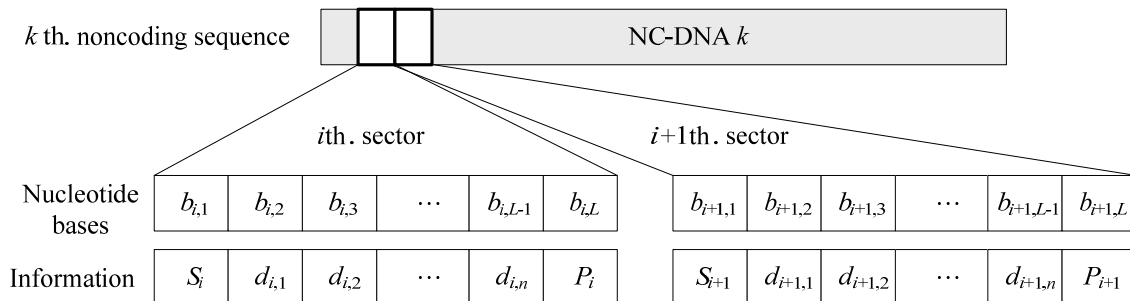 k th. noncoding sequence NC-DNA k
ith. sector i+1th. sector
Nucleotide bases b_{i,1} b_{i,2} b_{i,3} ... b_{i,L-1} b_{i,L} b_{i+1,1} b_{i+1,2} b_{i+1,3} ... b_{i+1,L-1} b_{i+1,L}
Information S_i d_{i,1} d_{i,2} ... d_{i,n} P_i S_{i+1} d_{i+1,1} d_{i+1,2} ... d_{i+1,n} P_{i+1}